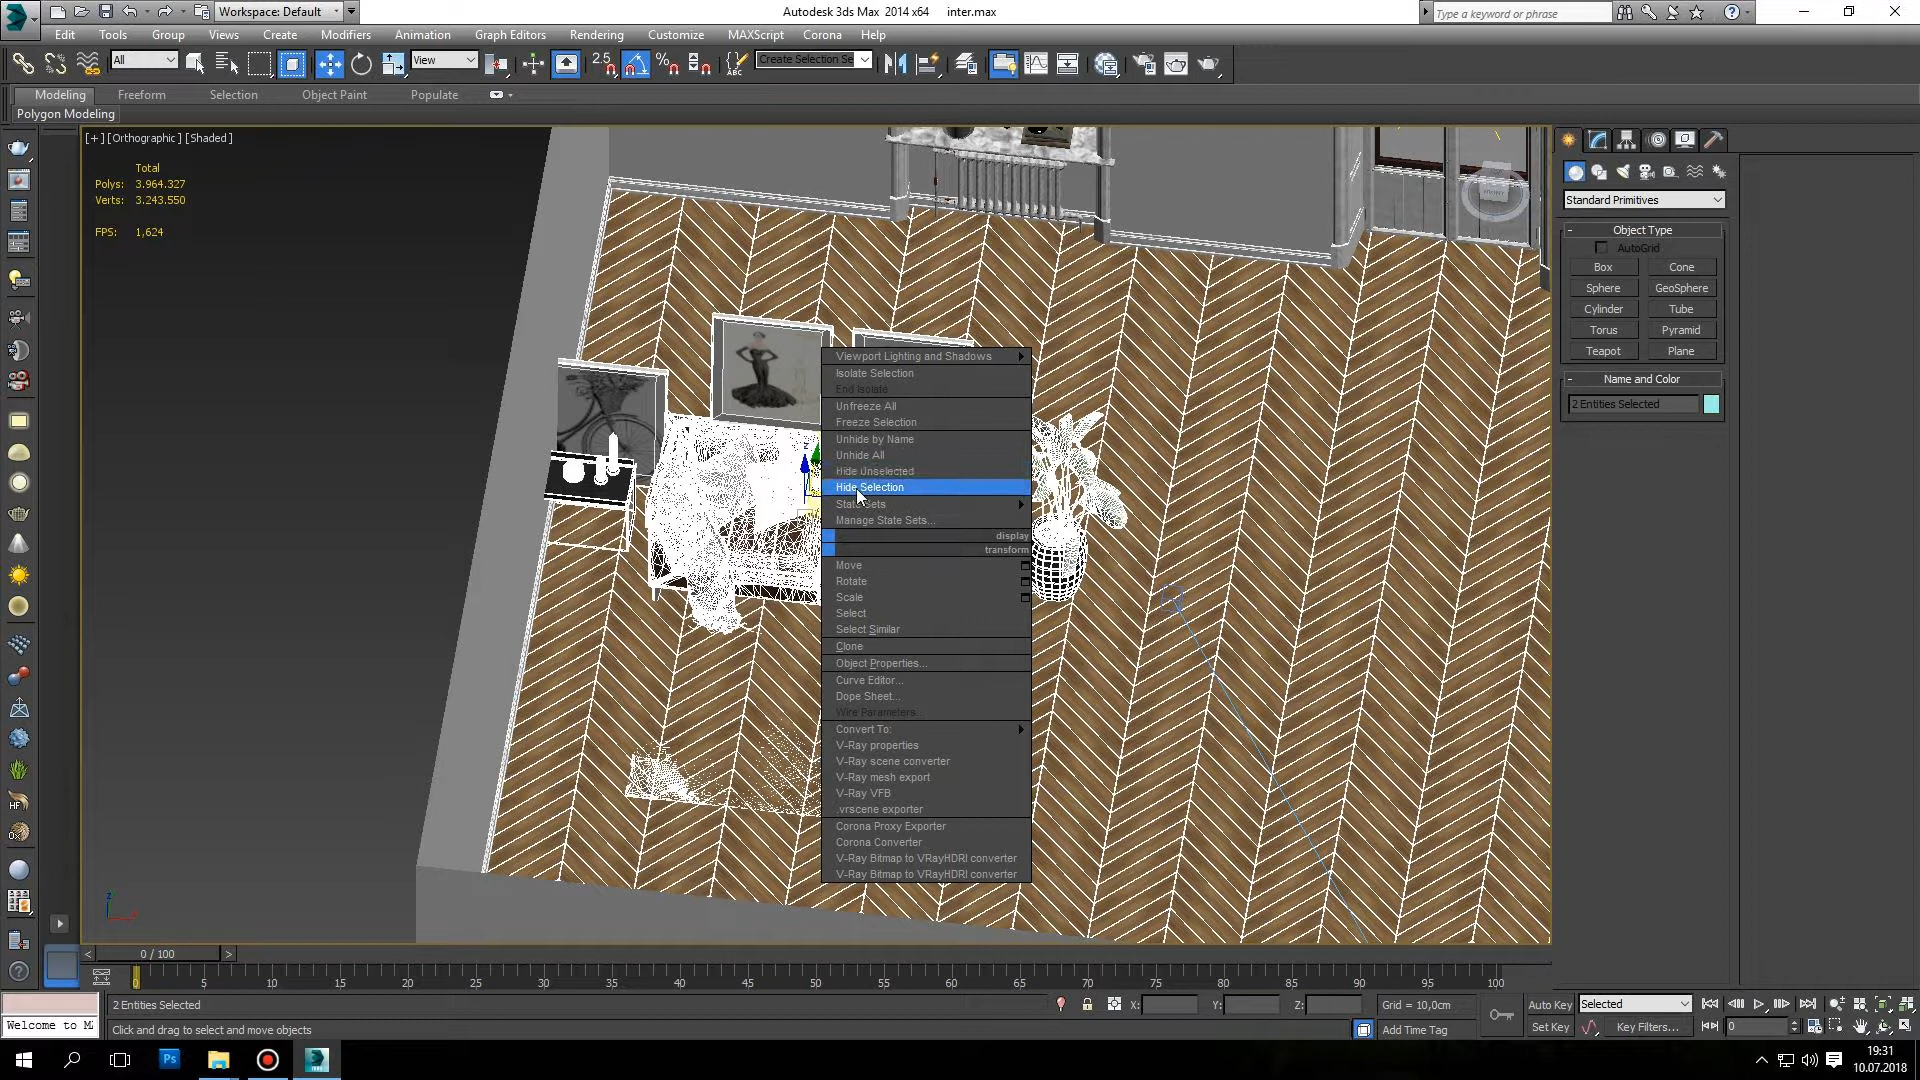 Workspace: Default
Autodesk 3ds Max 2014 x64 inter.max
Type a keyword or phrase
Edit Tools Group Views Create Modifiers Animation Graph Editors Rendering Customize MAXScript Corona Help
All
View
2.5
Create Selection Se
Modeling Freeform Selection Object Paint Populate
Polygon Modeling
[+] [Orthographic] [Shaded]
Total
Polys: 3.964.327
Verts: 3.243.550
FPS: 1,624
Viewport Lighting and Shadows
Isolate Selection
End Isolate
Unfreeze All
Freeze Selection
Unhide by Name
Unhide All
Hide Unselected
Hide Selection
State Sets
Manage State Sets...
display
transform
Move
Rotate
Scale
Select
Select Similar
Clone
Object Properties...
Curve Editor...
Dope Sheet...
Wire Parameters...
Convert To:
V-Ray properties
V-Ray scene converter
V-Ray mesh export
V-Ray VFB
.vrscene exporter
Corona Proxy Exporter
Corona Converter
V-Ray Bitmap to VRayHDRI converter
V-Ray Bitmap to VRayHDRI converter
Standard Primitives
- Object Type
AutoGrid
Box Cone
Sphere GeoSphere
Cylinder Tube
Torus Pyramid
Teapot Plane
- Name and Color
2 Entities Selected
< 0 / 100 >
0 5 10 15 20 25 30 35 40 45 50 55 60 65 70 75 80 85 90 95 100
2 Entities Selected
X: Y: Z: Grid = 10,0cm Auto Key Selected
Welcome to M
Click and drag to select and move objects
Add Time Tag Set Key Key Filters... 0
Ps
19:31
10.07.2018